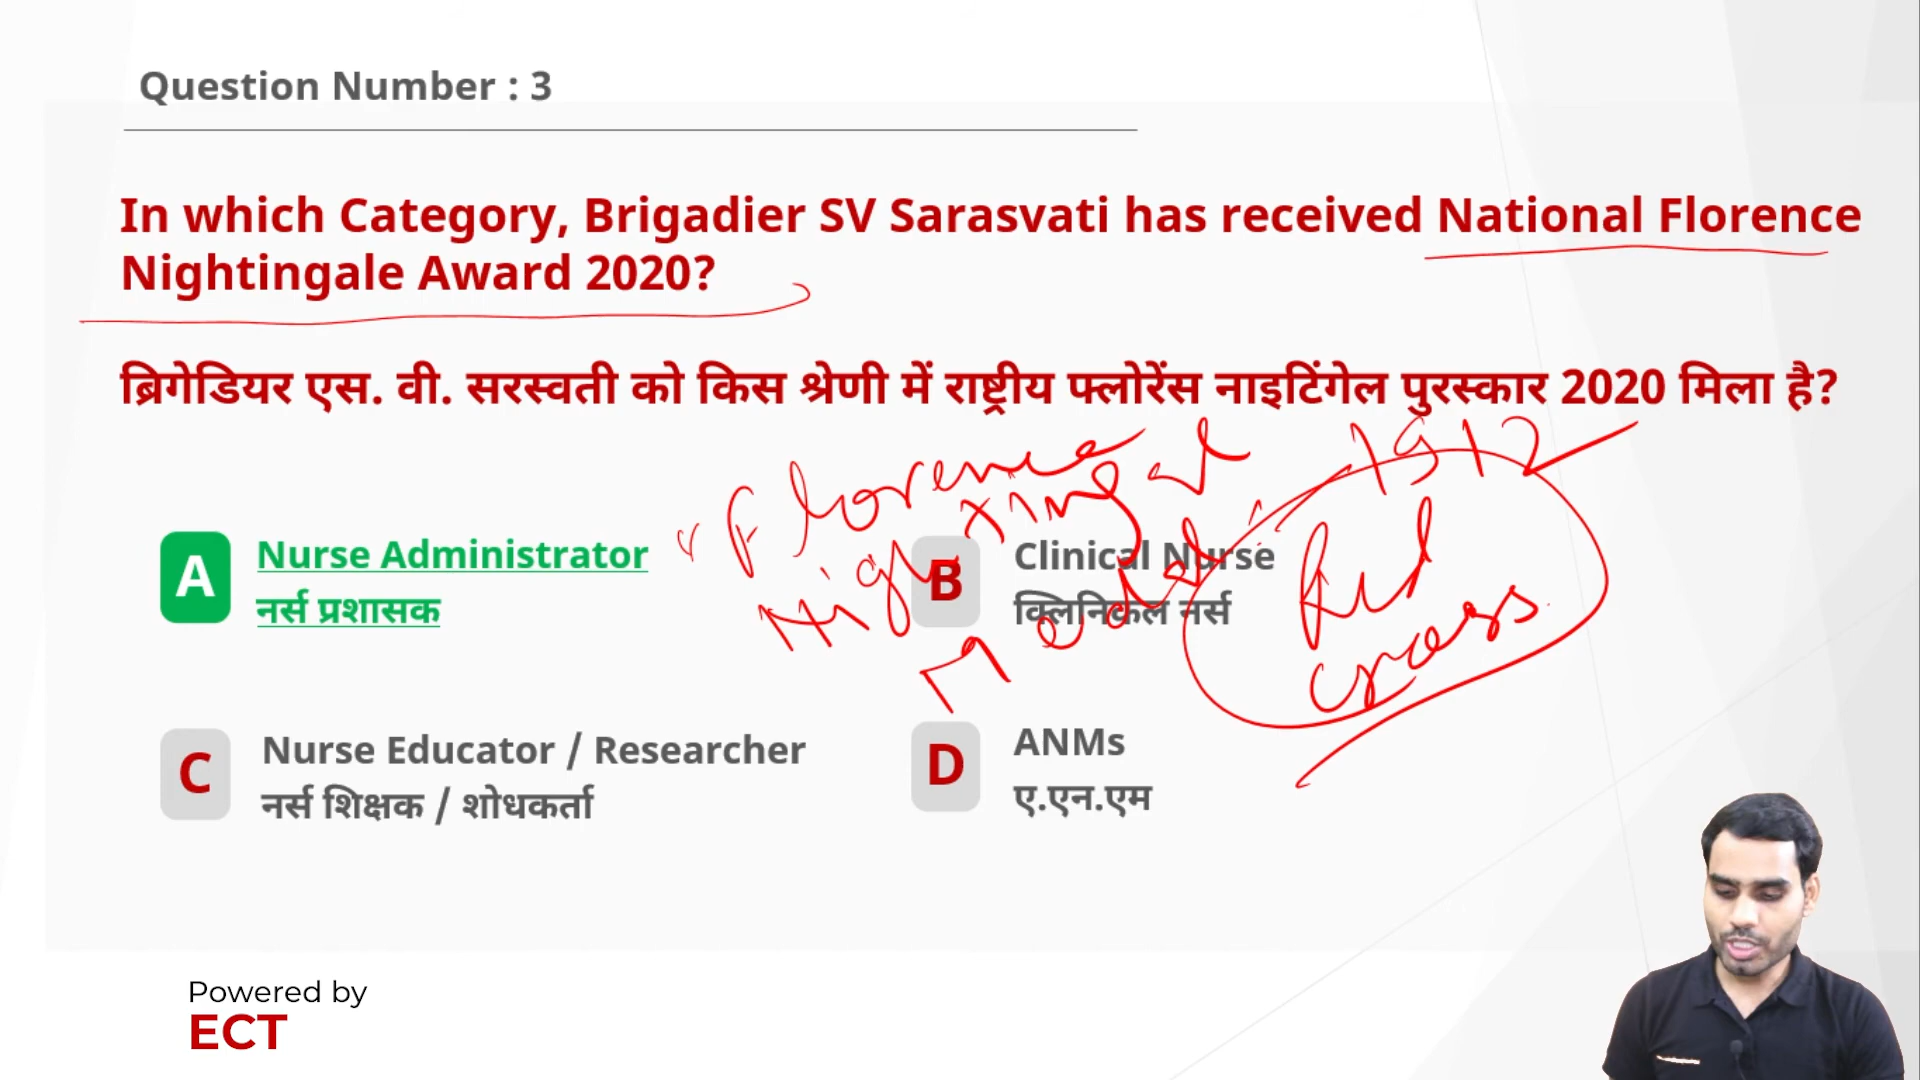 Question Number : 3
In which Category, Brigadier SV Sarasvati has received National Florence
Nightingale Award 2020?
ब्रिगेडियर एस. वी. सरस्वती को किस श्रेणी में राष्ट्रीय फ्लोरेंस नाइटिंगेल पुरस्कार 2020 मिला है?
1912
Florence
Red
cross
Medal
A
Nurse Administrator
नर्स प्रशासक
B
Clinical Nurse
क्लिनिकल नर्स
C
Nurse Educator / Researcher
नर्स शिक्षक / शोधकर्ता
D
ANMs
ए.एन.एम
Powered by
ECT